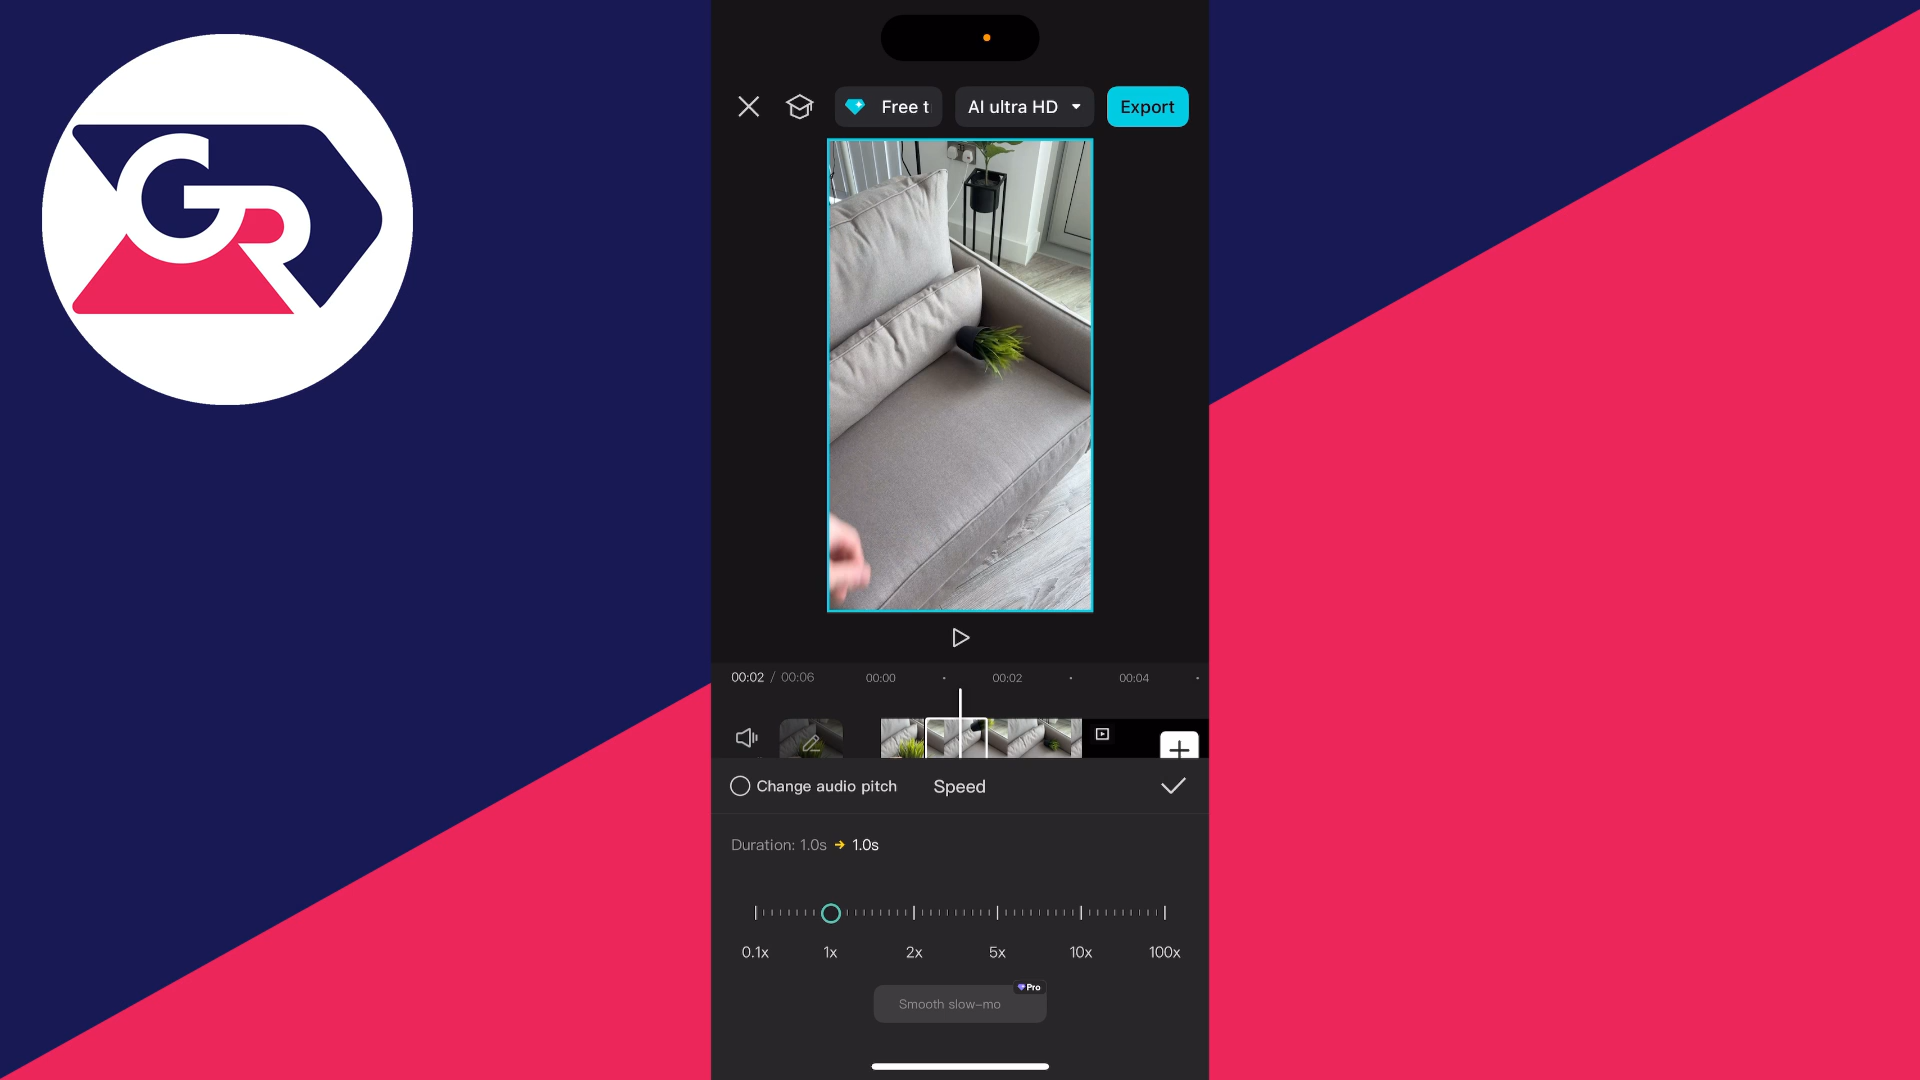 GR
Free t
AI ultra HD
Export
00:02 / 00:06
00:00
00:02
00:04
Change audio pitch
Speed
Duration: 1.0s → 1.0s
0.1x
1x
2x
5x
10x
100x
Pro
Smooth slow-mo